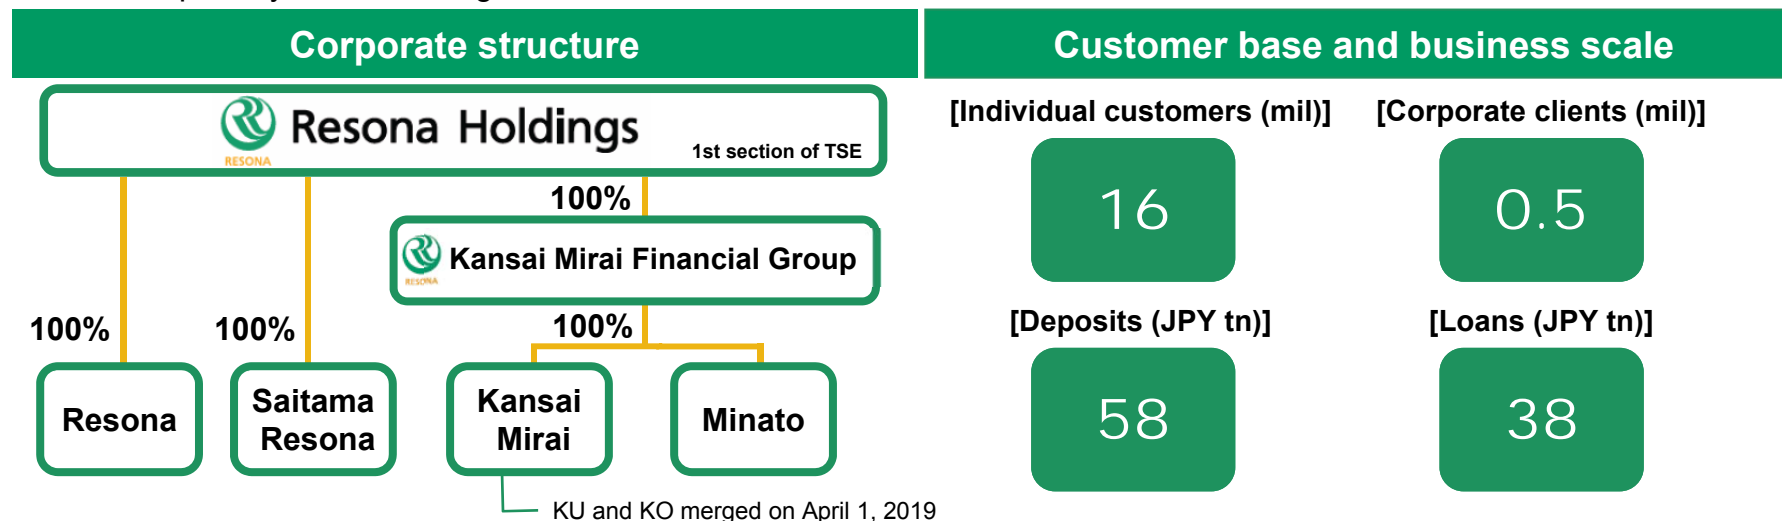 Corporate structure
Resona Holdings
RESONA
1st section of TSE
100%
RESONA
Kansai Mirai Financial Group
100%
100%
100%
Resona
Saitama
Resona
Kansai
Mirai
Minato
KU and KO merged on April 1, 2019
Customer base and business scale
[Individual customers (mil)]
16
[Corporate clients (mil)]
0.5
[Deposits (JPY tn)]
58
[Loans (JPY tn)]
38